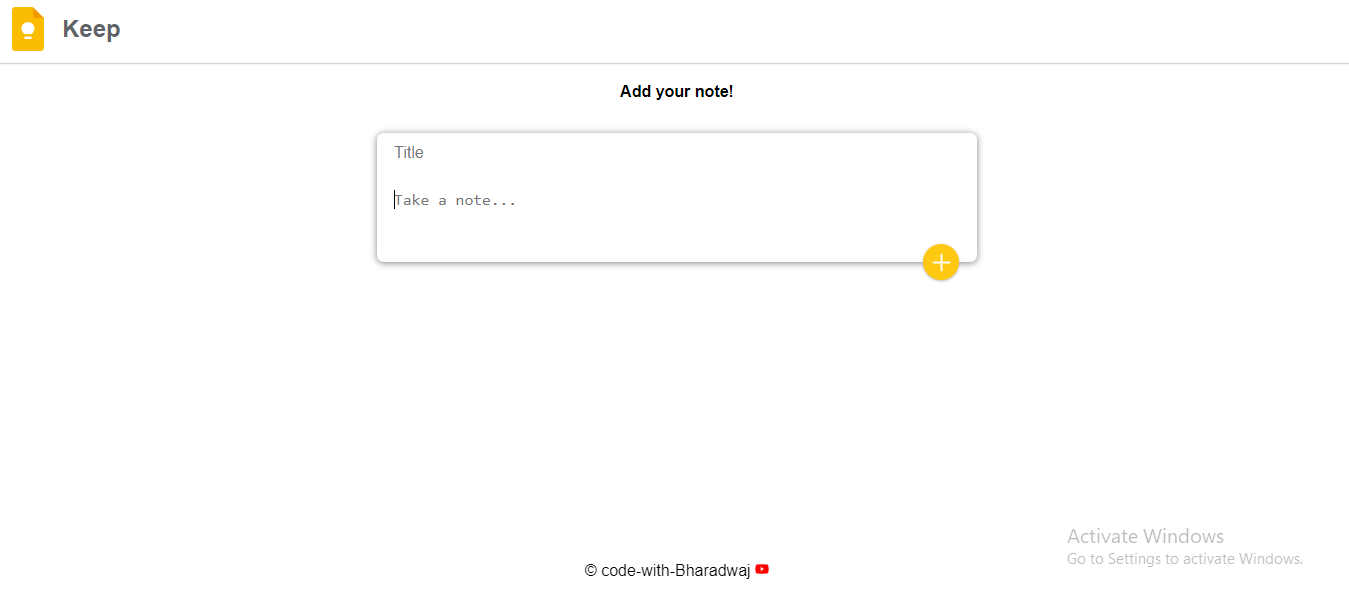 Keep
Add your note!
Title
Take a note...
Activate Windows
Go to Settings to activate Windows.
© code-with-Bharadwaj